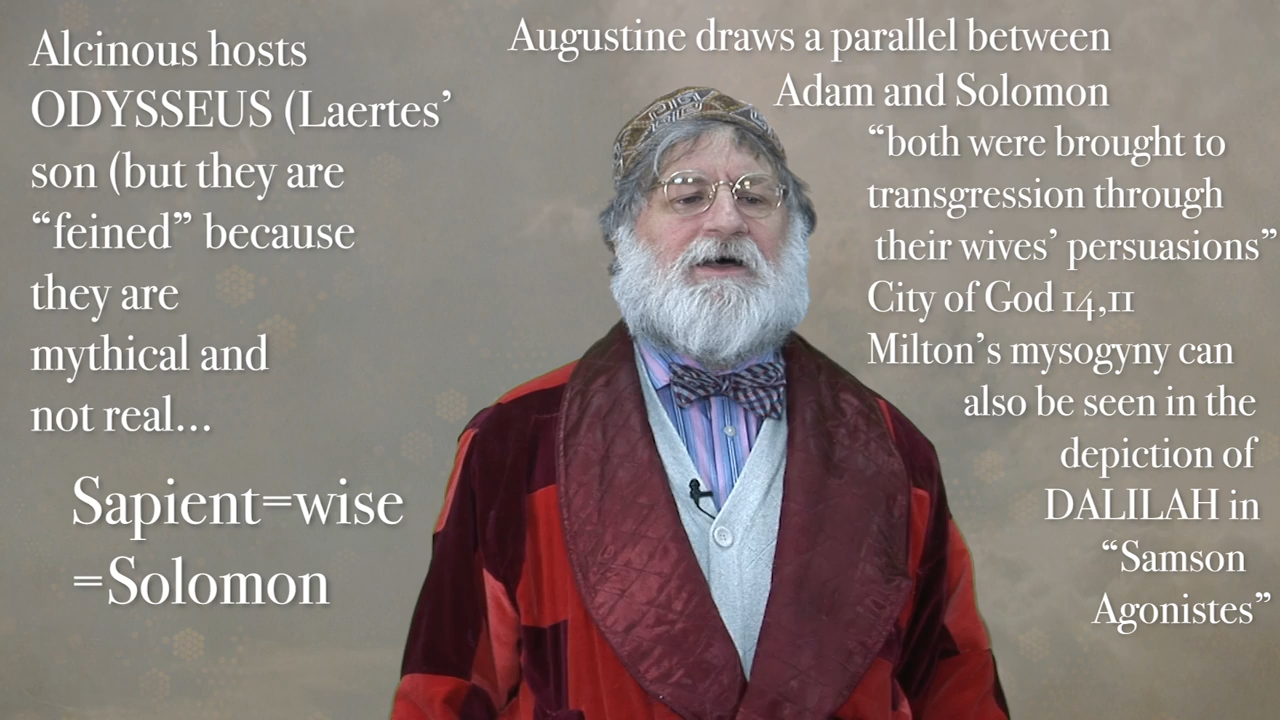 Alcinous hosts
ODYSSEUS (Laertes’
son (but they are
“feined” because
they are
mythical and
not real...
Sapient=wise
=Solomon
Augustine draws a parallel between
Adam and Solomon
“both were brought to
transgression through
their wives’ persuasions”
City of God 14,11
Milton’s mysogyny can
also be seen in the
depiction of
DALILAH in
“Samson
Agonistes”